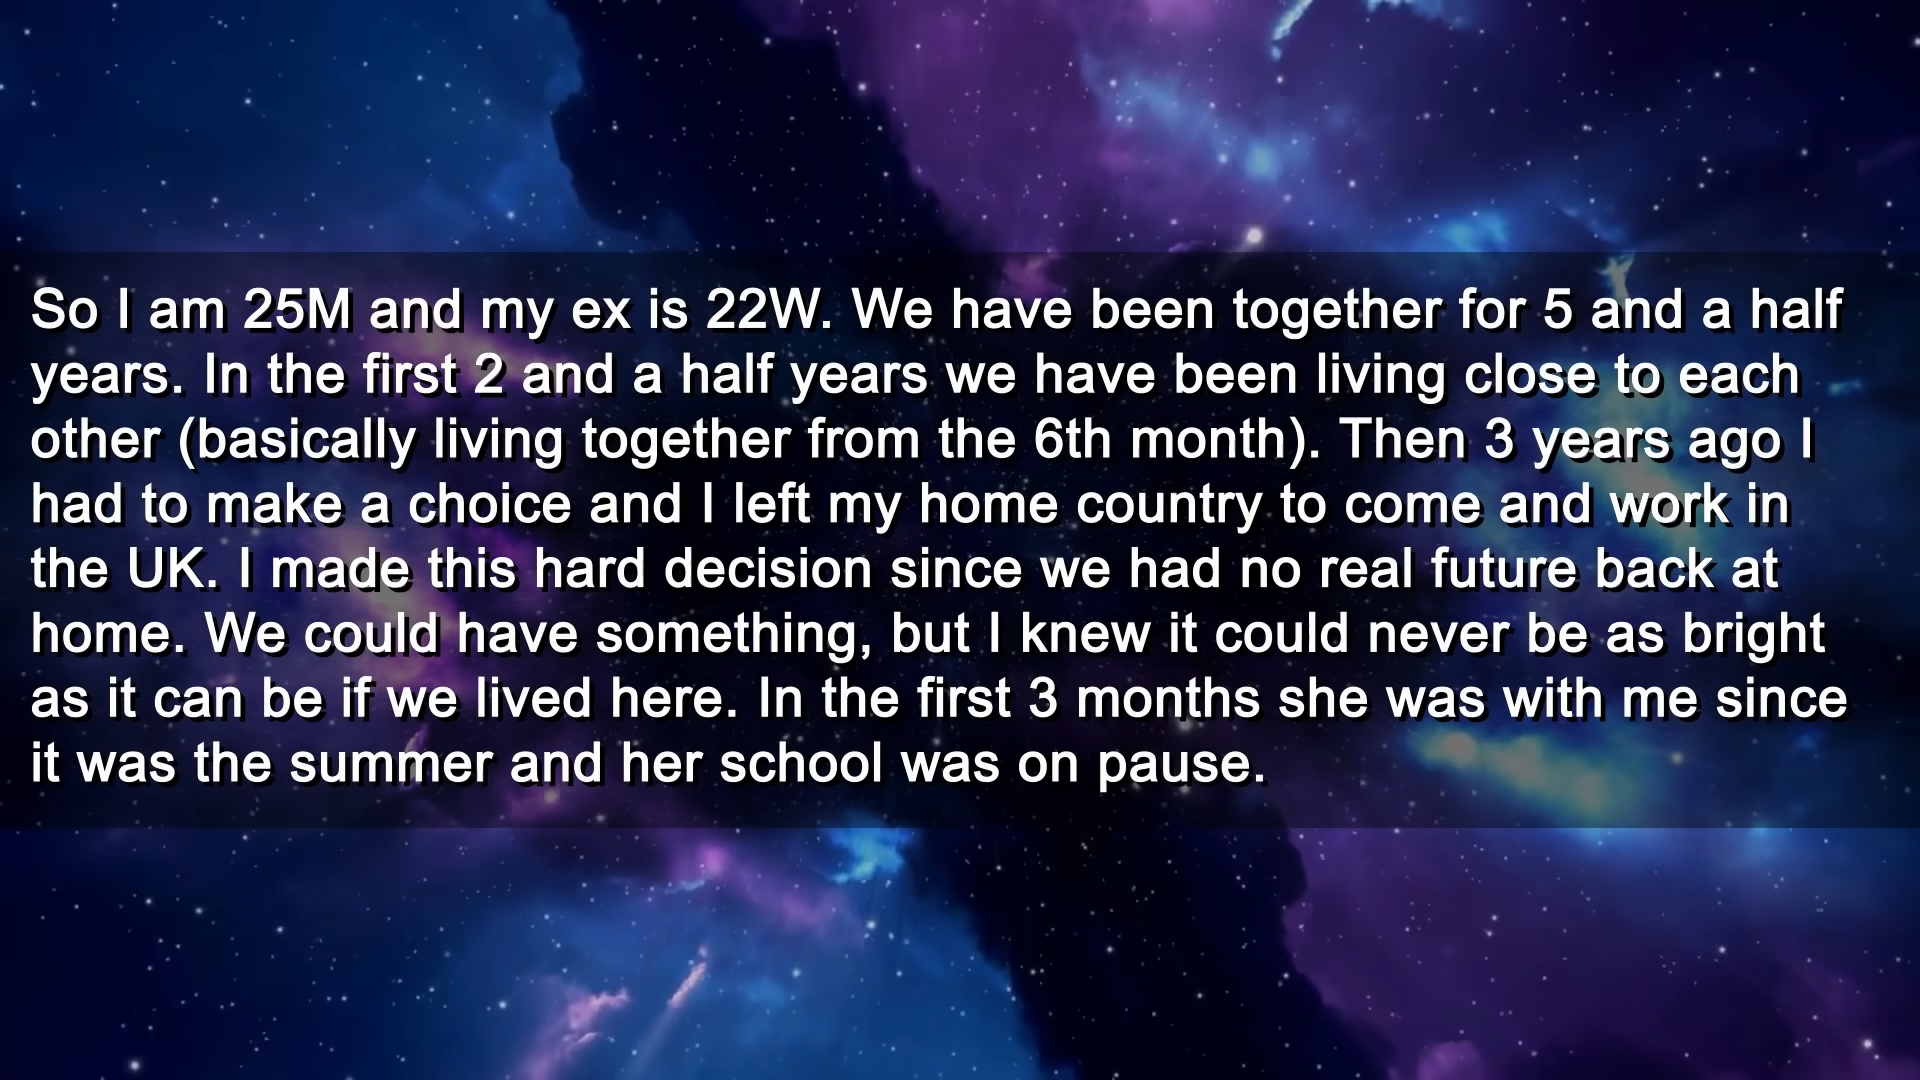 So I am 25M and my ex is 22W. We have been together for 5 and a half
years. In the first 2 and a half years we have been living close to each
other (basically living together from the 6th month). Then 3 years ago I
had to make a choice and I left my home country to come and work in
the UK. I made this hard decision since we had no real future back at
home. We could have something, but I knew it could never be as bright
as it can be if we lived here. In the first 3 months she was with me since
it was the summer and her school was on pause.